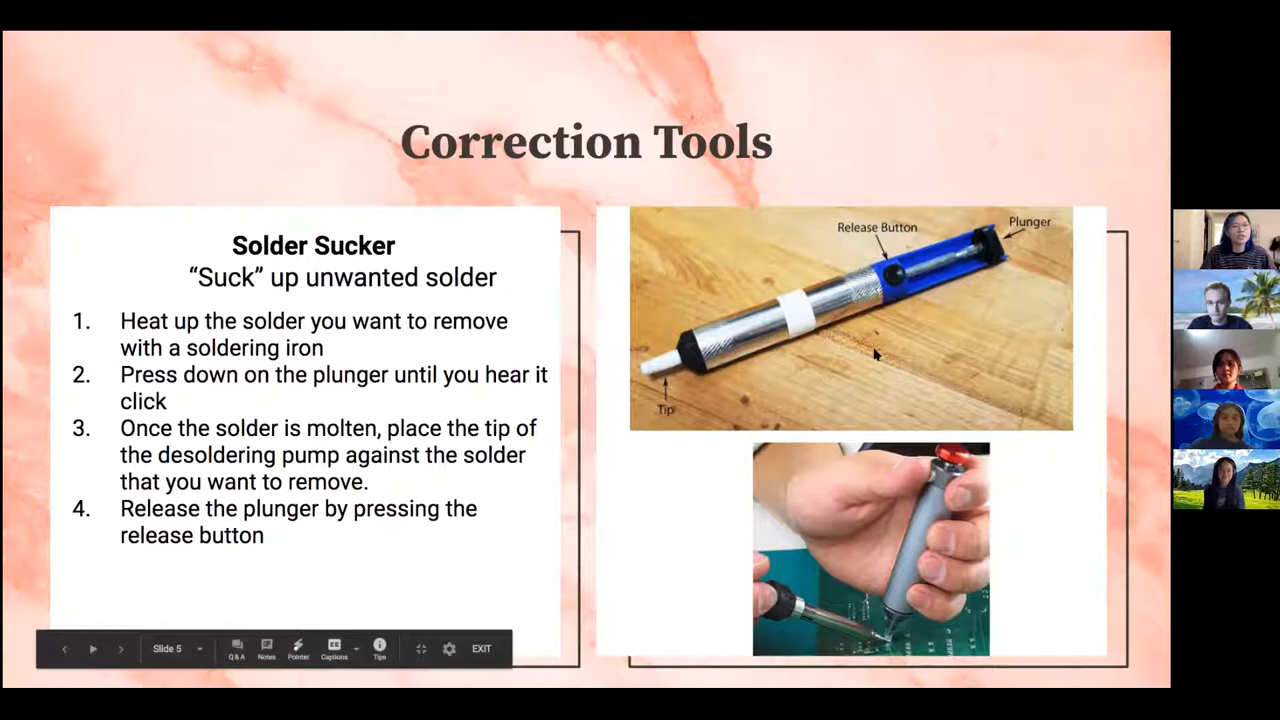 Correction Tools
Solder Sucker
“Suck” up unwanted solder
1. Heat up the solder you want to remove
with a soldering iron
2. Press down on the plunger until you hear it
click
3. Once the solder is molten, place the tip of
the desoldering pump against the solder
that you want to remove.
4. Release the plunger by pressing the
release button
Release Button
Plunger
Tip
Slide 5
Q & A
Notes
Pointer
CC
Captions
Tips
EXIT